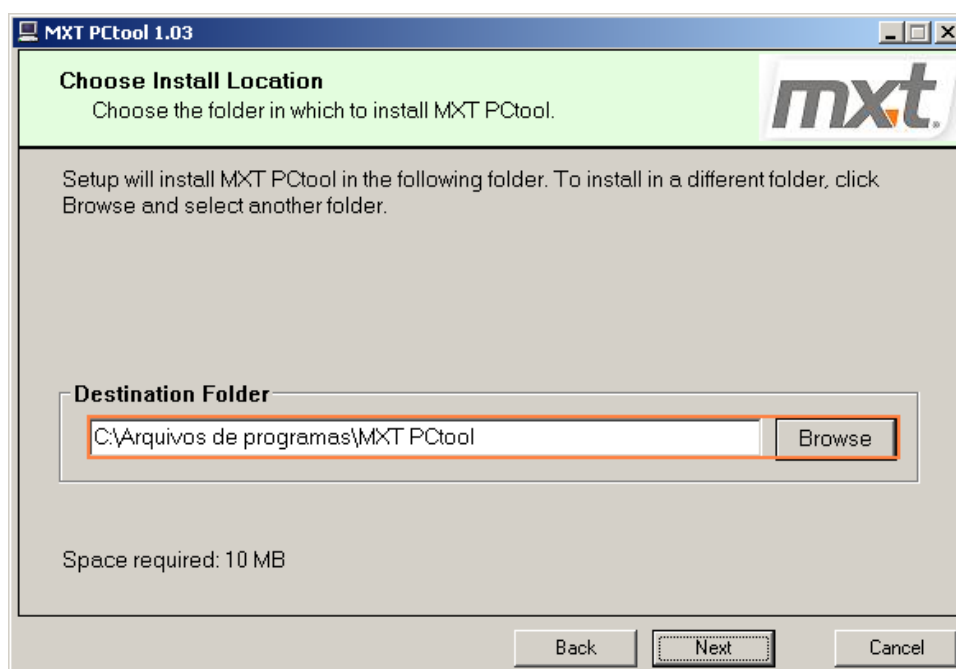 MXT PCtool 1.03
Choose Install Location
Choose the folder in which to install MXT PCtool.
mxt.
Setup will install MXT PCtool in the following folder. To install in a different folder, click
Browse and select another folder.
Destination Folder
C:\Arquivos de programas\MXT PCtool
Browse
Space required: 10 MB
Back
Next
Cancel